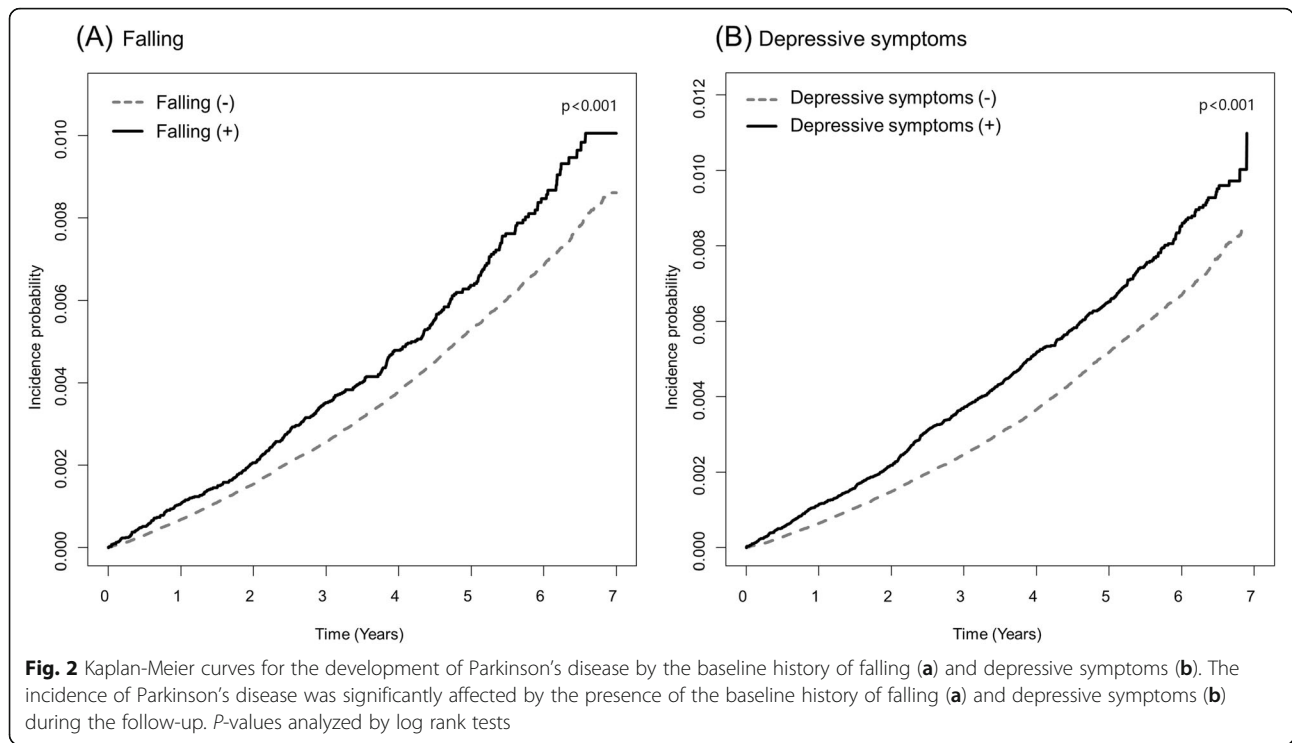 (A) Falling
Falling (-)
Falling (+)
p<0.001
Incidence probability
0.010
0.008
0.006
0.004
0.002
0.000
0 1 2 3 4 5 6 7
Time (Years)
(B) Depressive symptoms
Depressive symptoms (-)
Depressive symptoms (+)
p<0.001
Incidence probability
0.012
0.010
0.008
0.006
0.004
0.002
0.000
0 1 2 3 4 5 6 7
Time (Years)
Fig. 2 Kaplan-Meier curves for the development of Parkinson's disease by the baseline history of falling (a) and depressive symptoms (b). The
incidence of Parkinson's disease was significantly affected by the presence of the baseline history of falling (a) and depressive symptoms (b)
during the follow-up. P-values analyzed by log rank tests